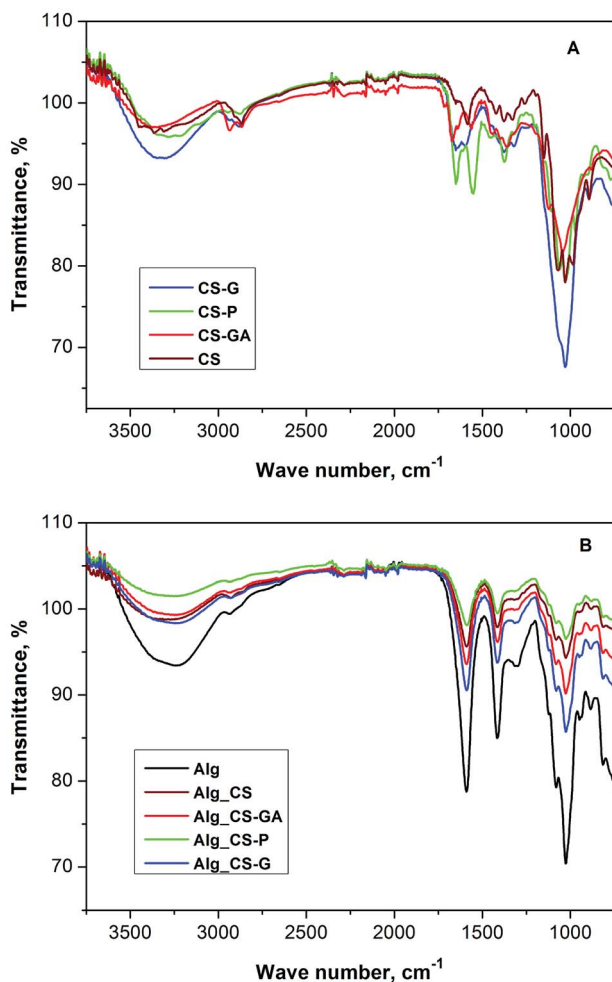 110
A
100
90
80
70
Transmittance, %
CS-G
CS-P
CS-GA
CS
3500 3000 2500 2000 1500 1000
Wave number, cm⁻¹
110
B
100
90
80
70
Transmittance, %
Alg
Alg_CS
Alg_CS-GA
Alg_CS-P
Alg_CS-G
3500 3000 2500 2000 1500 1000
Wave number, cm⁻¹